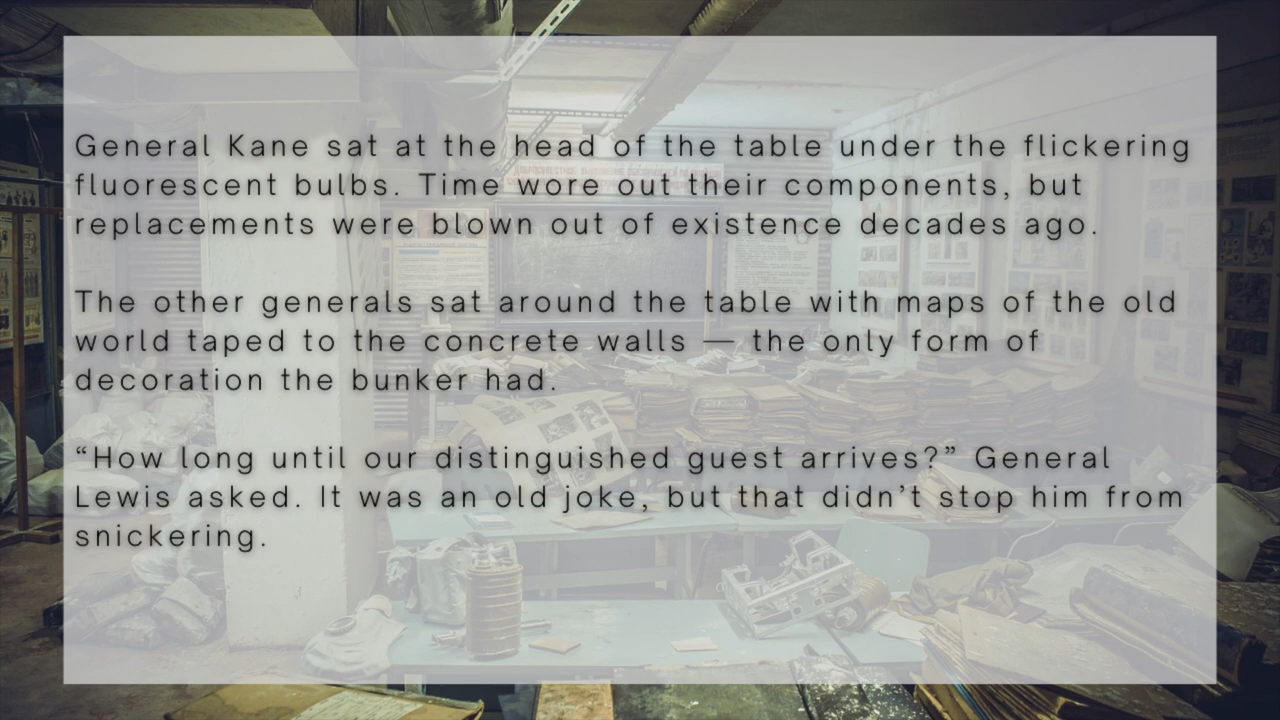 General Kane sat at the head of the table under the flickering
fluorescent bulbs. Time wore out their components, but
replacements were blown out of existence decades ago.
The other generals sat around the table with maps of the old
world taped to the concrete walls — the only form of
decoration the bunker had.
“How long until our distinguished guest arrives?” General
Lewis asked. It was an old joke, but that didn’t stop him from
snickering.